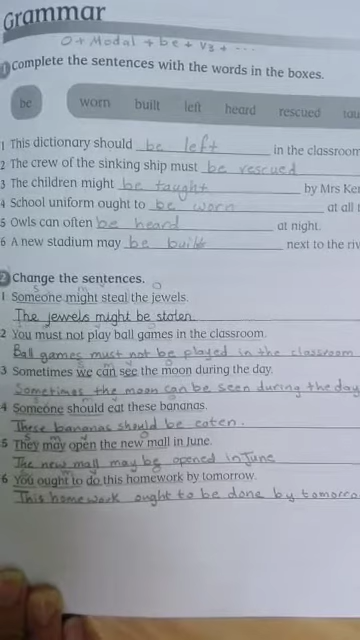 Grammar
O + Modal + be + V3 + ...
1 Complete the sentences with the words in the boxes.
be worn built left heard rescued
1 This dictionary should be left in the classroom
2 The crew of the sinking ship must be rescued
3 The children might be taught by Mrs
4 School uniform ought to be worn at all
5 Owls can often be heard at night.
6 A new stadium may be built next to the
2 Change the sentences.
S m v O
1 Someone might steal the jewels.
The jewels might be stolen
2 You must not play ball games in the classroom.
Ball games must not be played in the classroom
3 Sometimes we can see the moon during the day.
Sometimes the moon can be seen during the day
4 Someone should eat these bananas.
These bananas should be eaten.
5 They may open the new mall in June.
The new mall may be opened in June
6 You ought to do this homework by tomorrow.
This homework ought to be done by tomorro